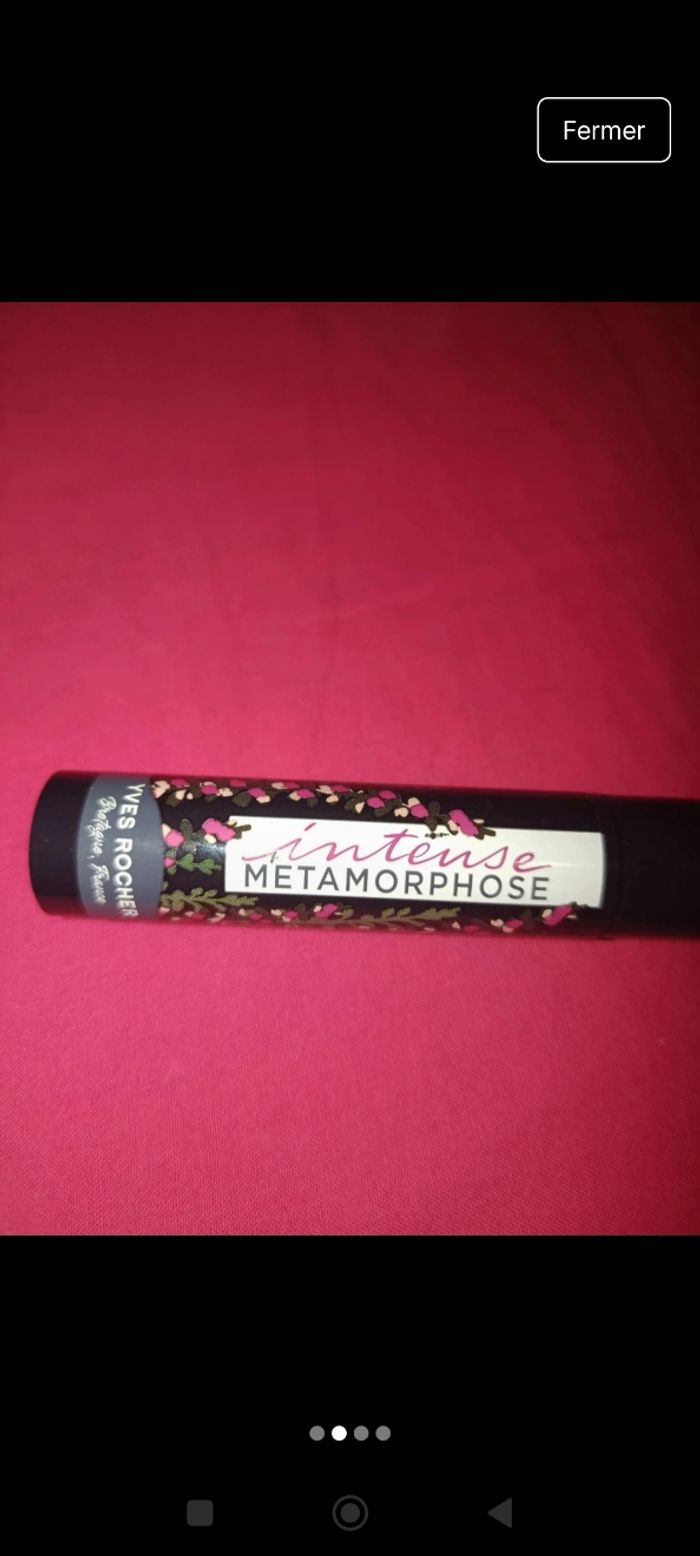 Fermer
YVES ROCHER
Bretagne, France
intense
METAMORPHOSE